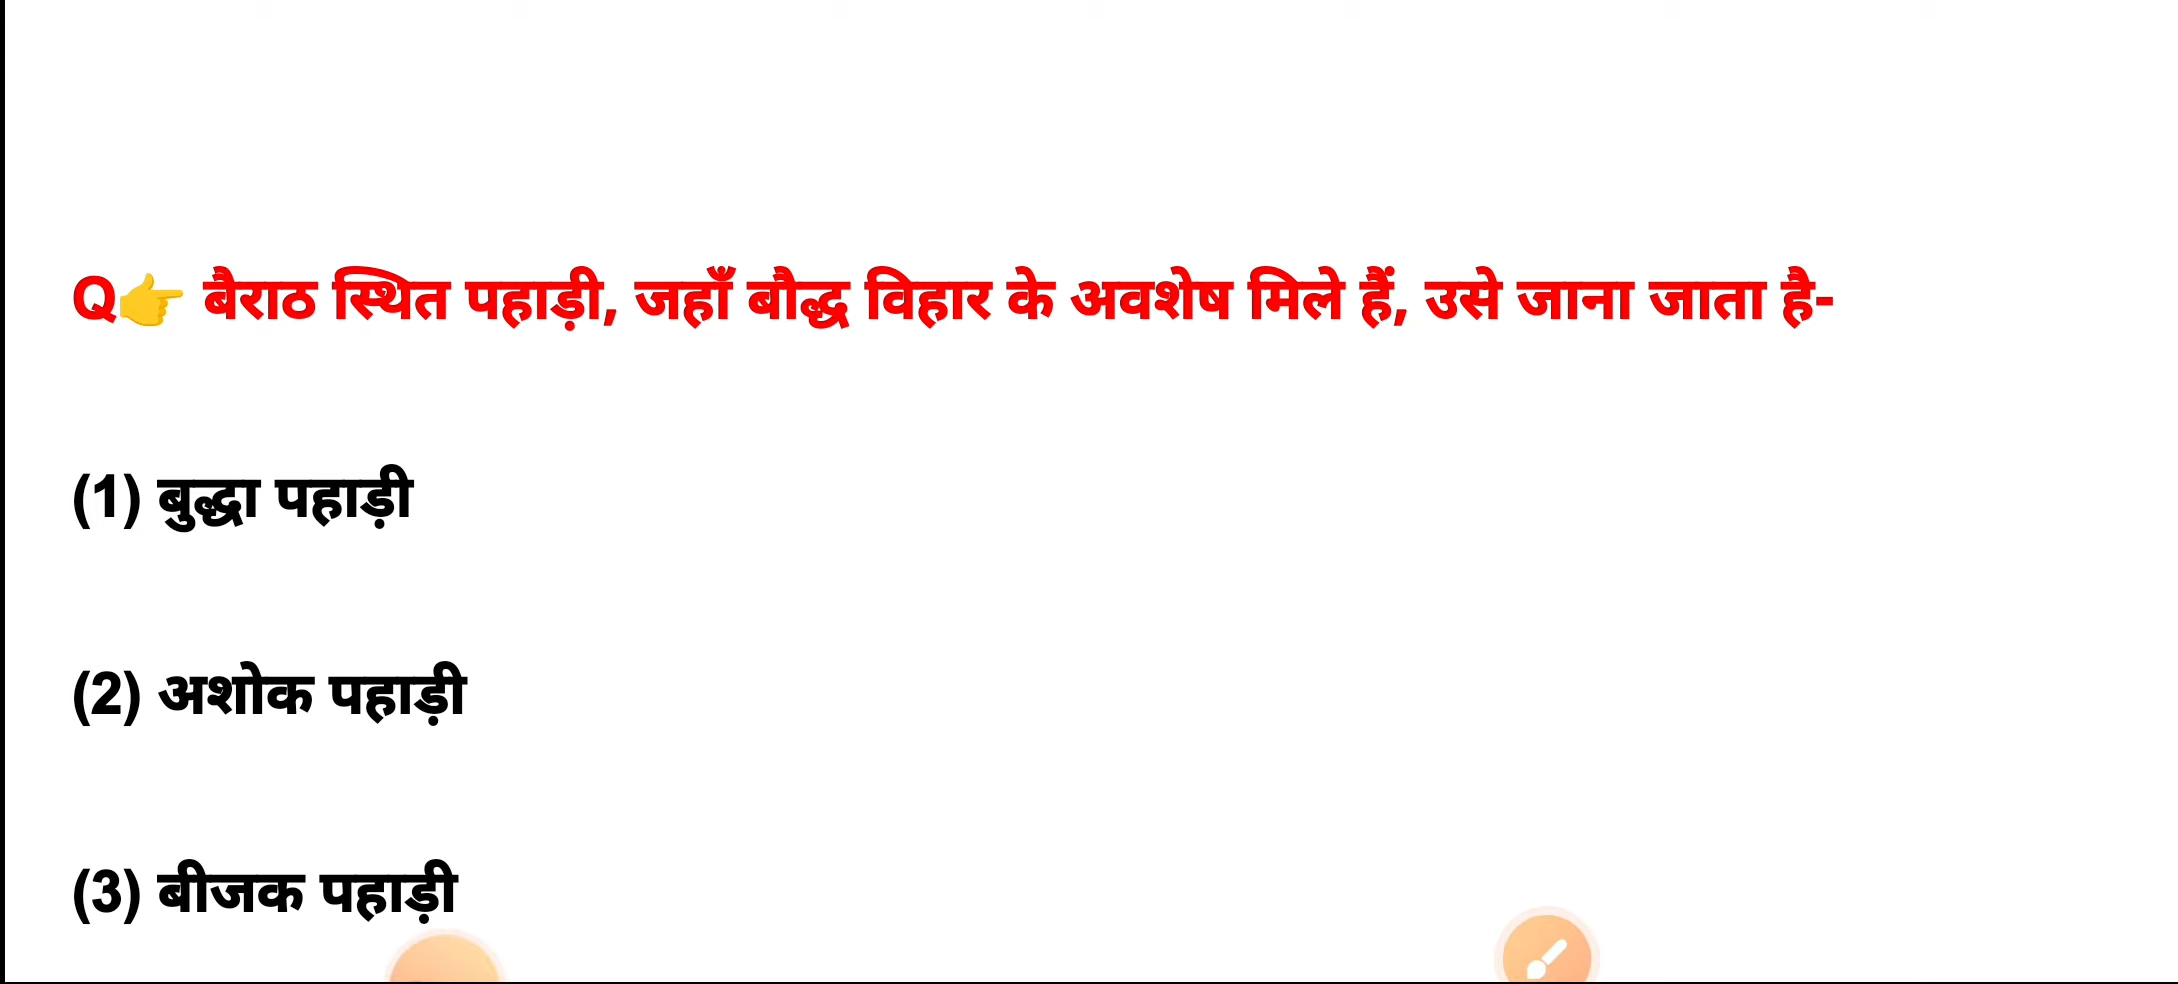 Q👉 बैराठ स्थित पहाड़ी, जहाँ बौद्ध विहार के अवशेष मिले हैं, उसे जाना जाता है-
(1) बुद्धा पहाड़ी
(2) अशोक पहाड़ी
(3) बीजक पहाड़ी